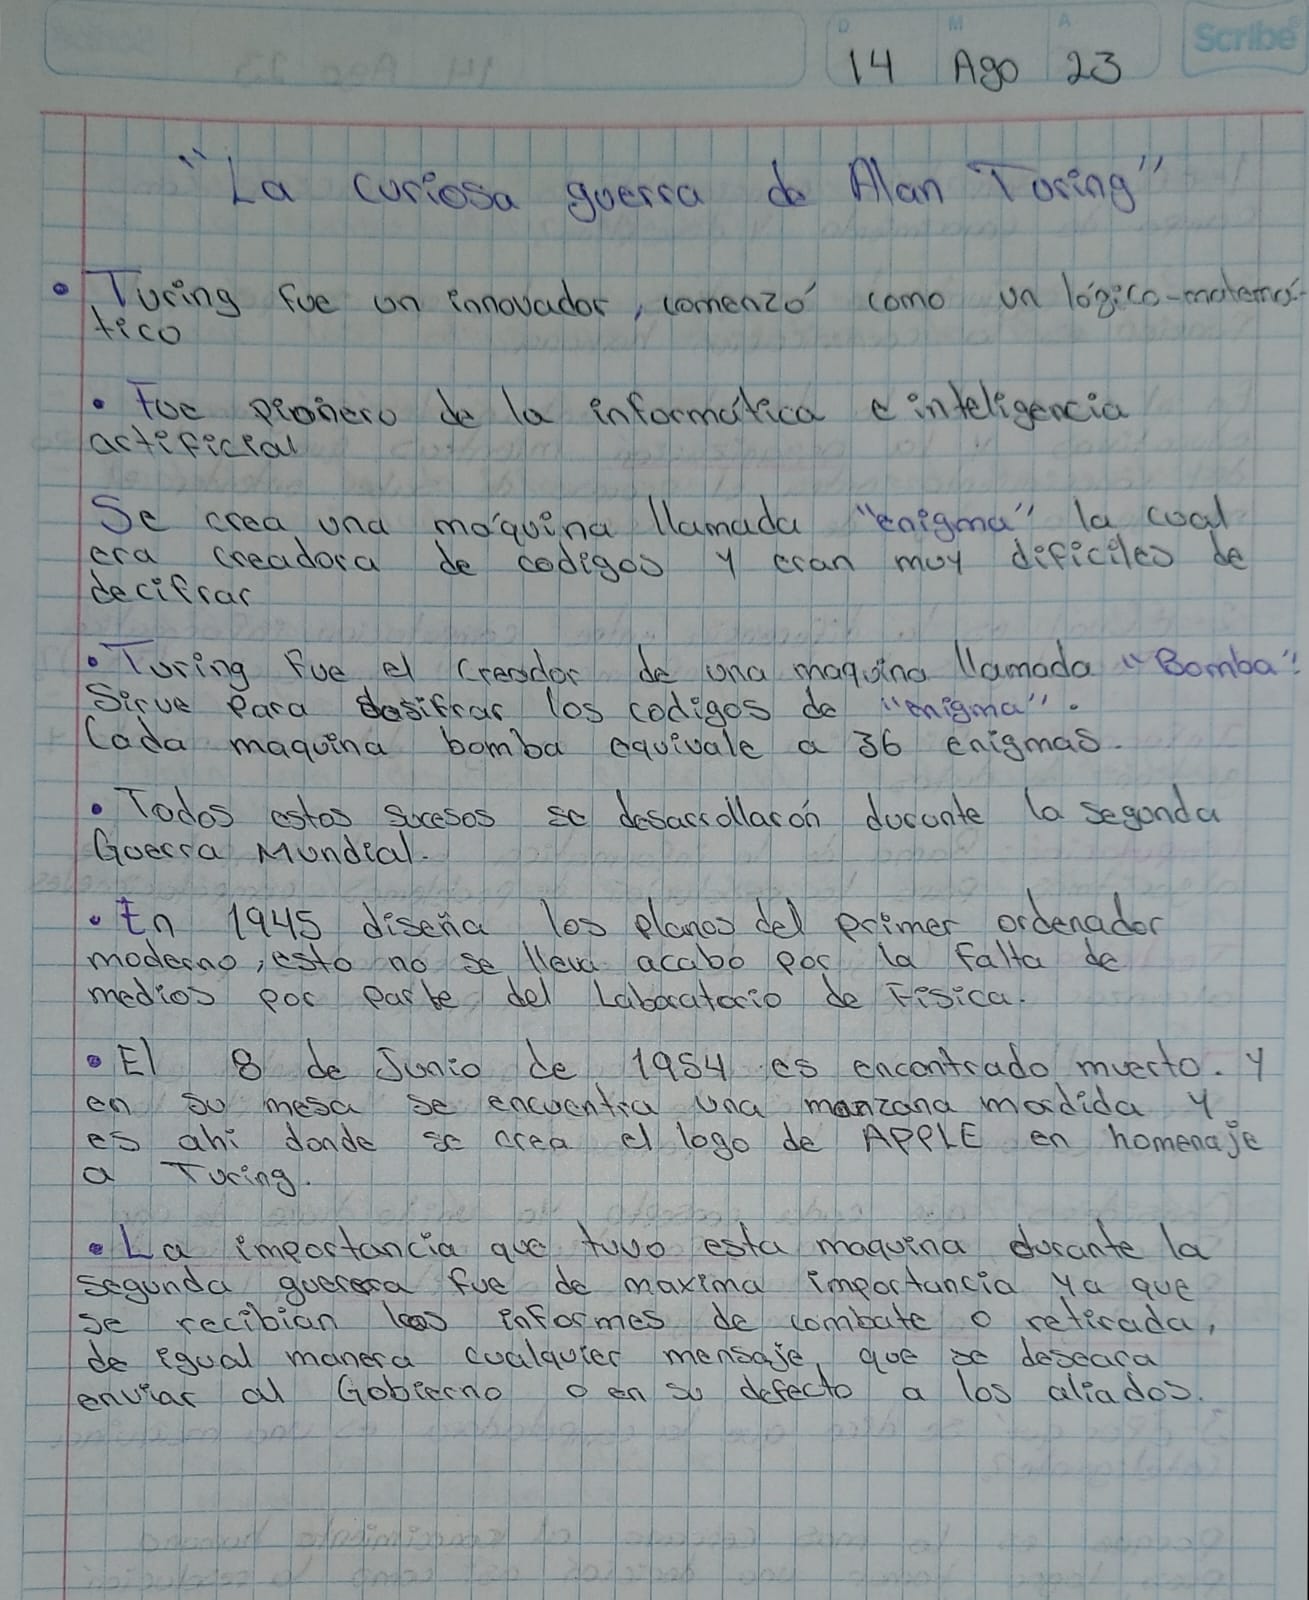 D M A
14 Ago 23
Scribe
"La curiosa guerra de Alan Turing"
• Turing fue un innovador, comenzó como un lógico-matemá-
tico
• Fue pionero de la informática e inteligencia
artificial
Se crea una máquina llamada "enigma" la cual
era creadora de codigos y eran muy dificiles de
decifrar
• Turing fue el creador de una maquina llamada "Bomba".
Sirve para desifrar los codigos de "enigma".
Cada maquina bomba equivale a 36 enigmas.
• Todos estos sucesos se desarrollarón durante la segunda
Guerra Mundial.
• En 1945 diseña los planos del primer ordenador
moderno, esto no se lleva acabo por la falta de
medios por parte del Laboratorio de Fisica.
• El 8 de Junio de 1954 es encontrado muerto. Y
en su mesa se encuentra una manzana mordida y
es ahi donde se crea el logo de APPLE en homenaje
a Turing.
• La importancia que tuvo esta maquina durante la
segunda guerra fue de maxima importancia ya que
se recibian los informes de combate o retirada,
de igual manera cualquier mensaje que se deseara
enviar al Gobierno o en su defecto a los aliados.